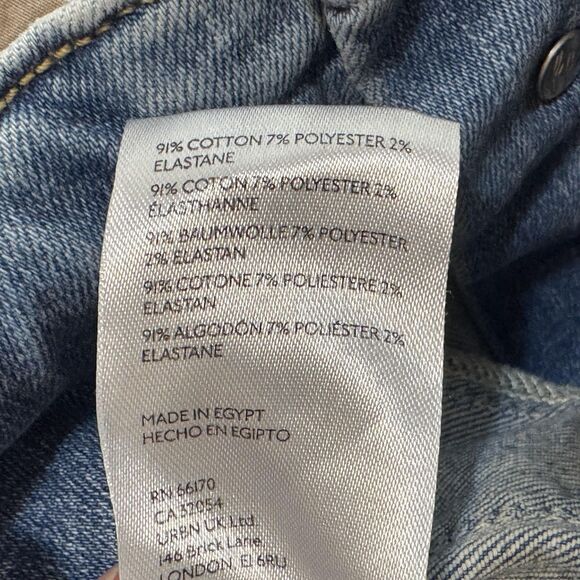 91% COTTON 7% POLYESTER 2%
ELASTANE
91% COTON 7% POLYESTER 2%
ÉLASTHANNE
91% BAUMWOLLE 7% POLYESTER
2% ELASTAN
91% COTONE 7% POLIESTERE 2%
ELASTAN
91% ALGODÓN 7% POLIÉSTER 2%
ELASTANE
MADE IN EGYPT
HECHO EN EGIPTO
RN 66170
CA 32054
URBN UK Ltd
146 Brick Lane
LONDON, E1 6RU